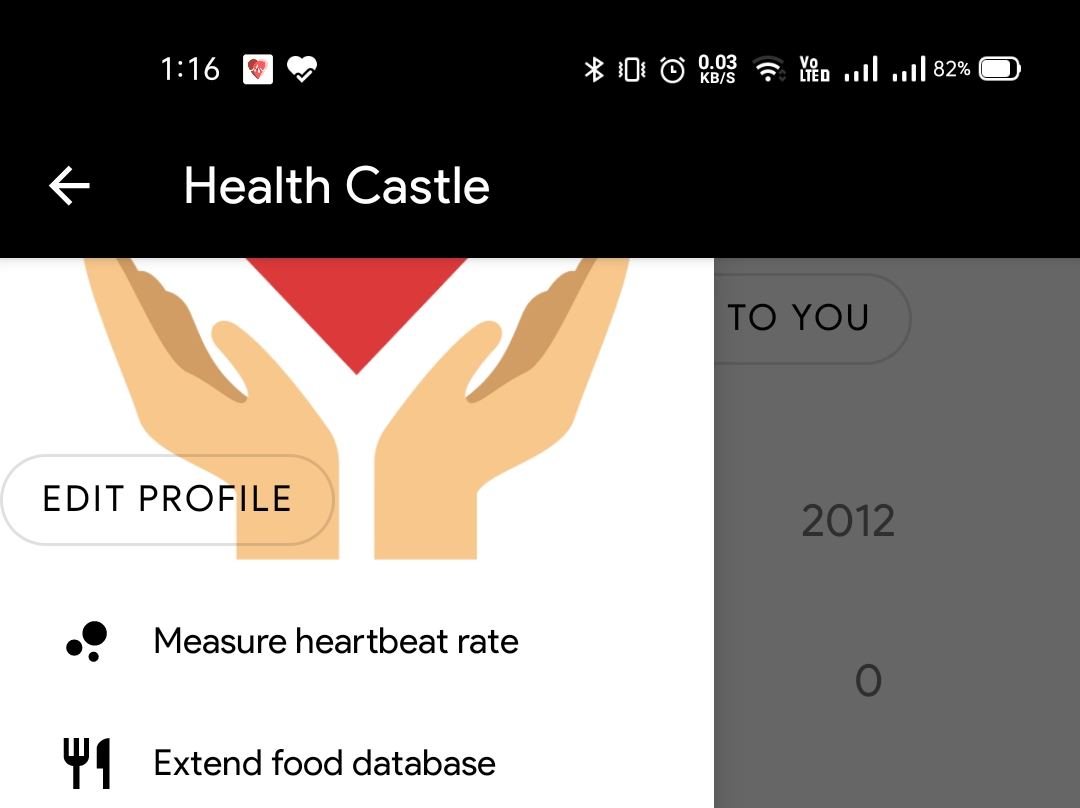 1:16 0.03 KB/S Vo LTED 82%
Health Castle
TO YOU
EDIT PROFILE
2012
Measure heartbeat rate
0
Extend food database